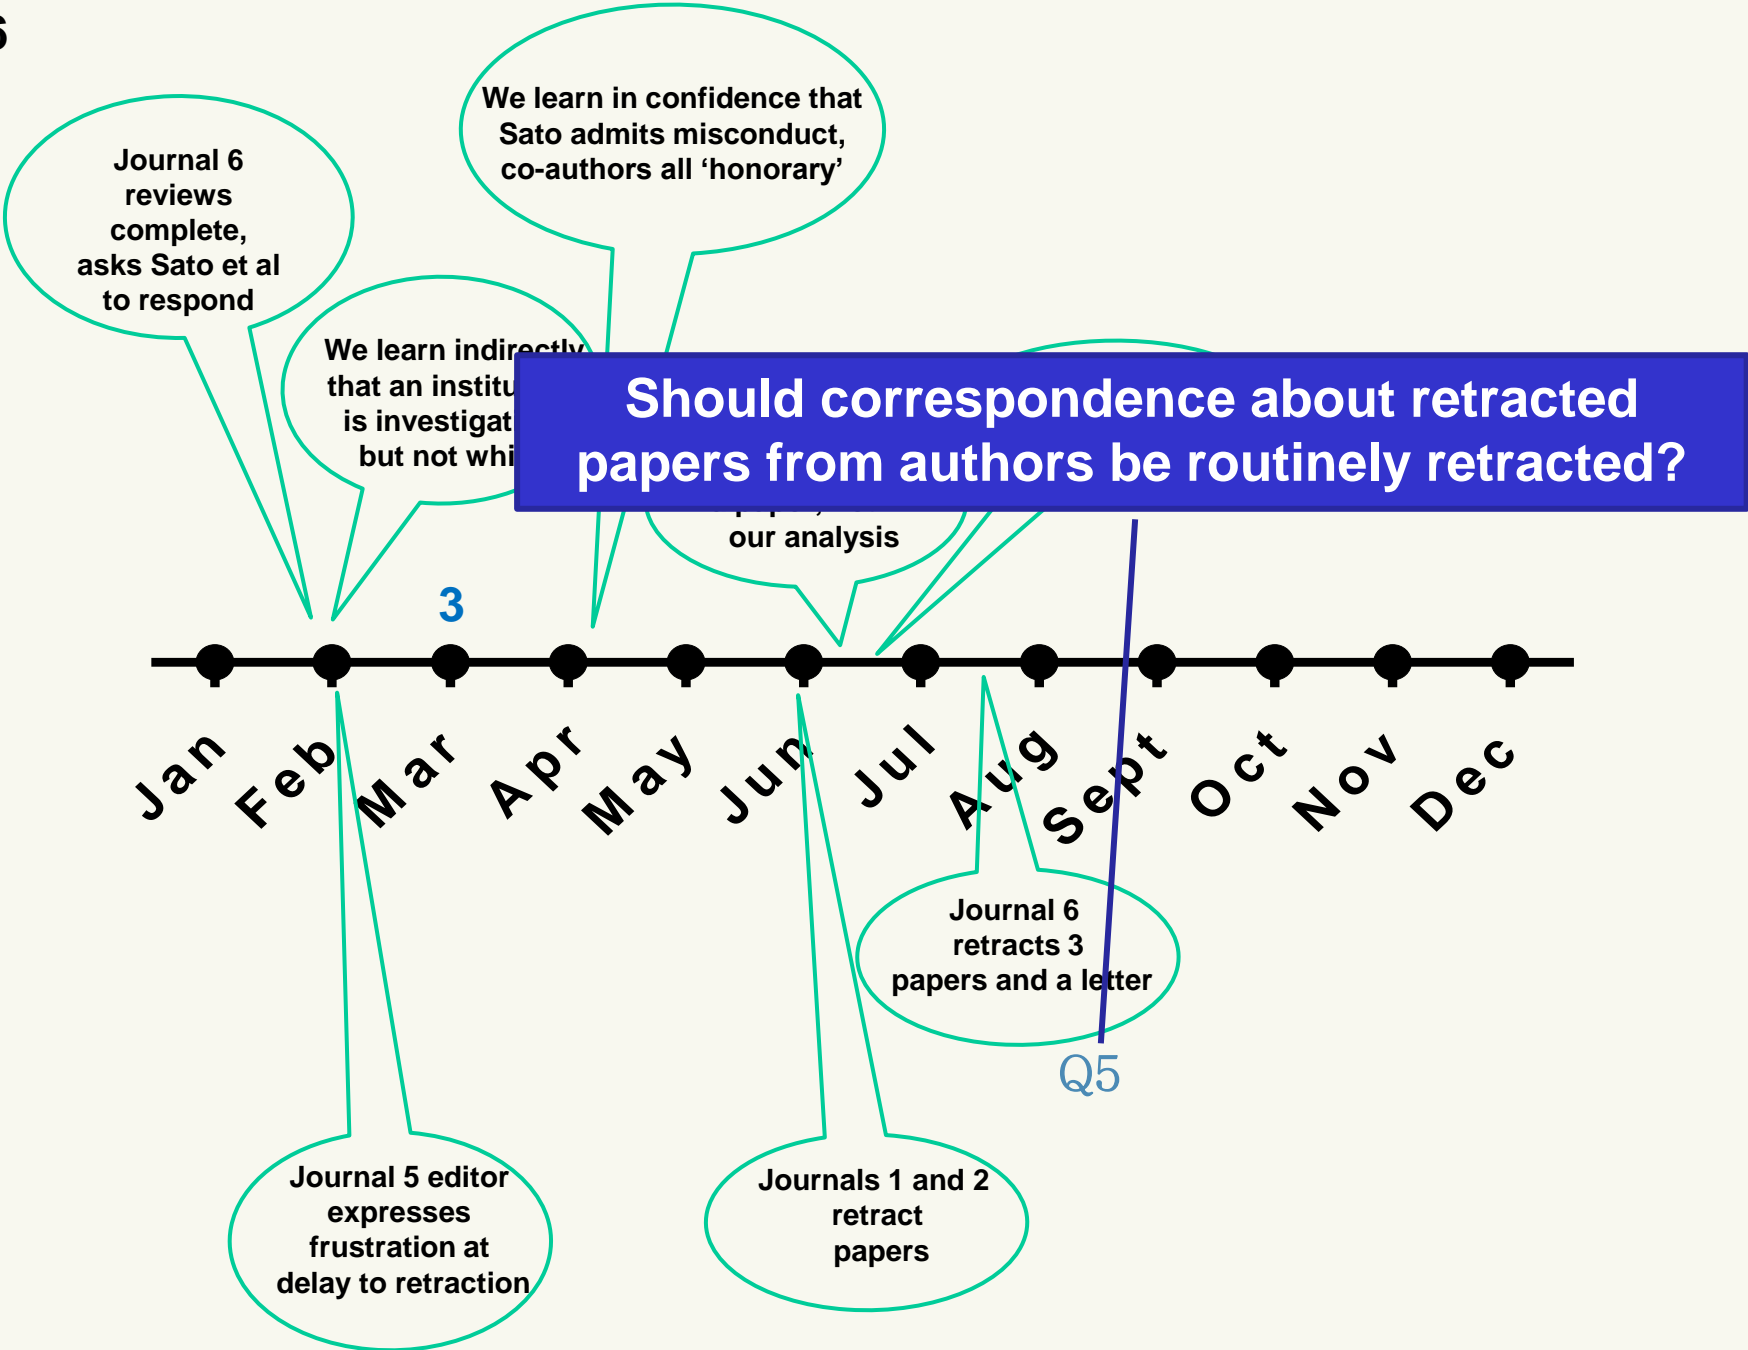 We learn in confidence that
Sato admits misconduct,
co-authors all ‘honorary’
Journal 6
reviews
complete,
asks Sato et al
to respond
We learn indirectly
that an
is
but not
Should correspondence about retracted
papers from authors be routinely retracted?
our analysis
3
Jan
Feb
Mar
Apr
May
Jun
Jul
Aug
Sept
Oct
Nov
Dec
Journal 6
retracts 3
papers and a letter
Q5
Journal 5 editor
expresses
frustration at
delay to retraction
Journals 1 and 2
retract
papers